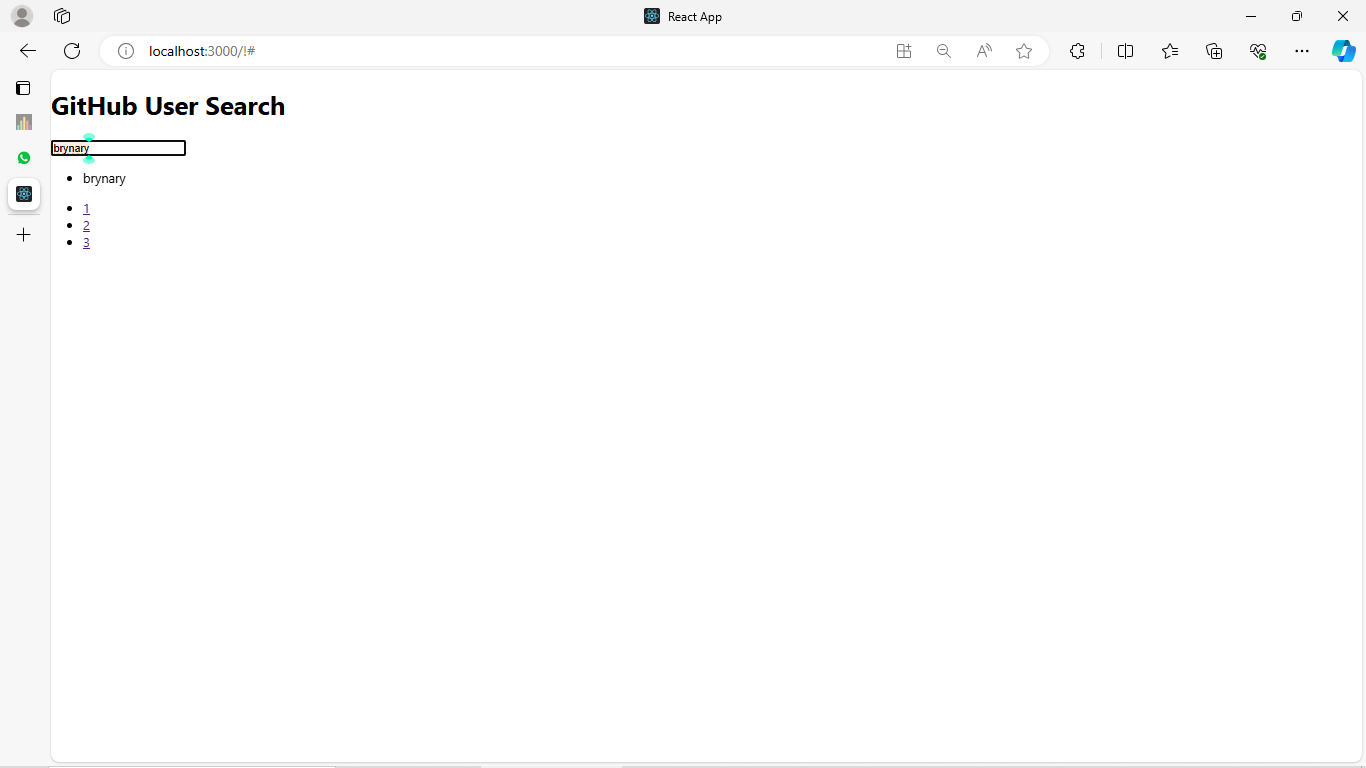 React App
localhost:3000/!#
GitHub User Search
brynary
brynary
1
2
3